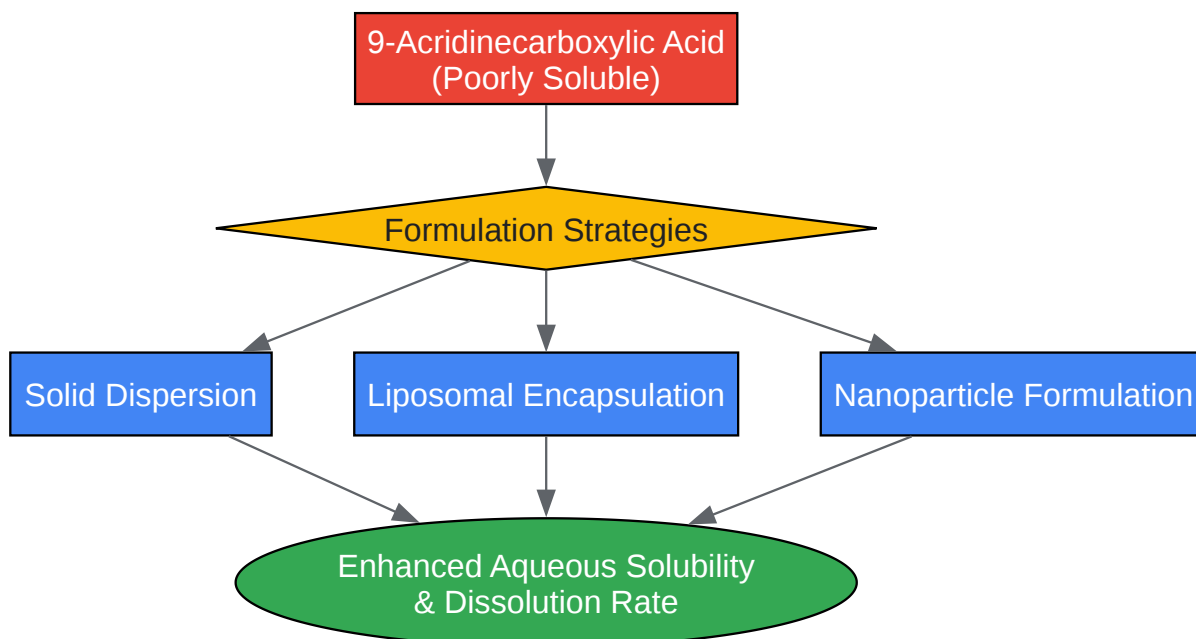 9-Acridinecarboxylic Acid
(Poorly Soluble)
Formulation Strategies
Solid Dispersion
Liposomal Encapsulation
Nanoparticle Formulation
Enhanced Aqueous Solubility
& Dissolution Rate